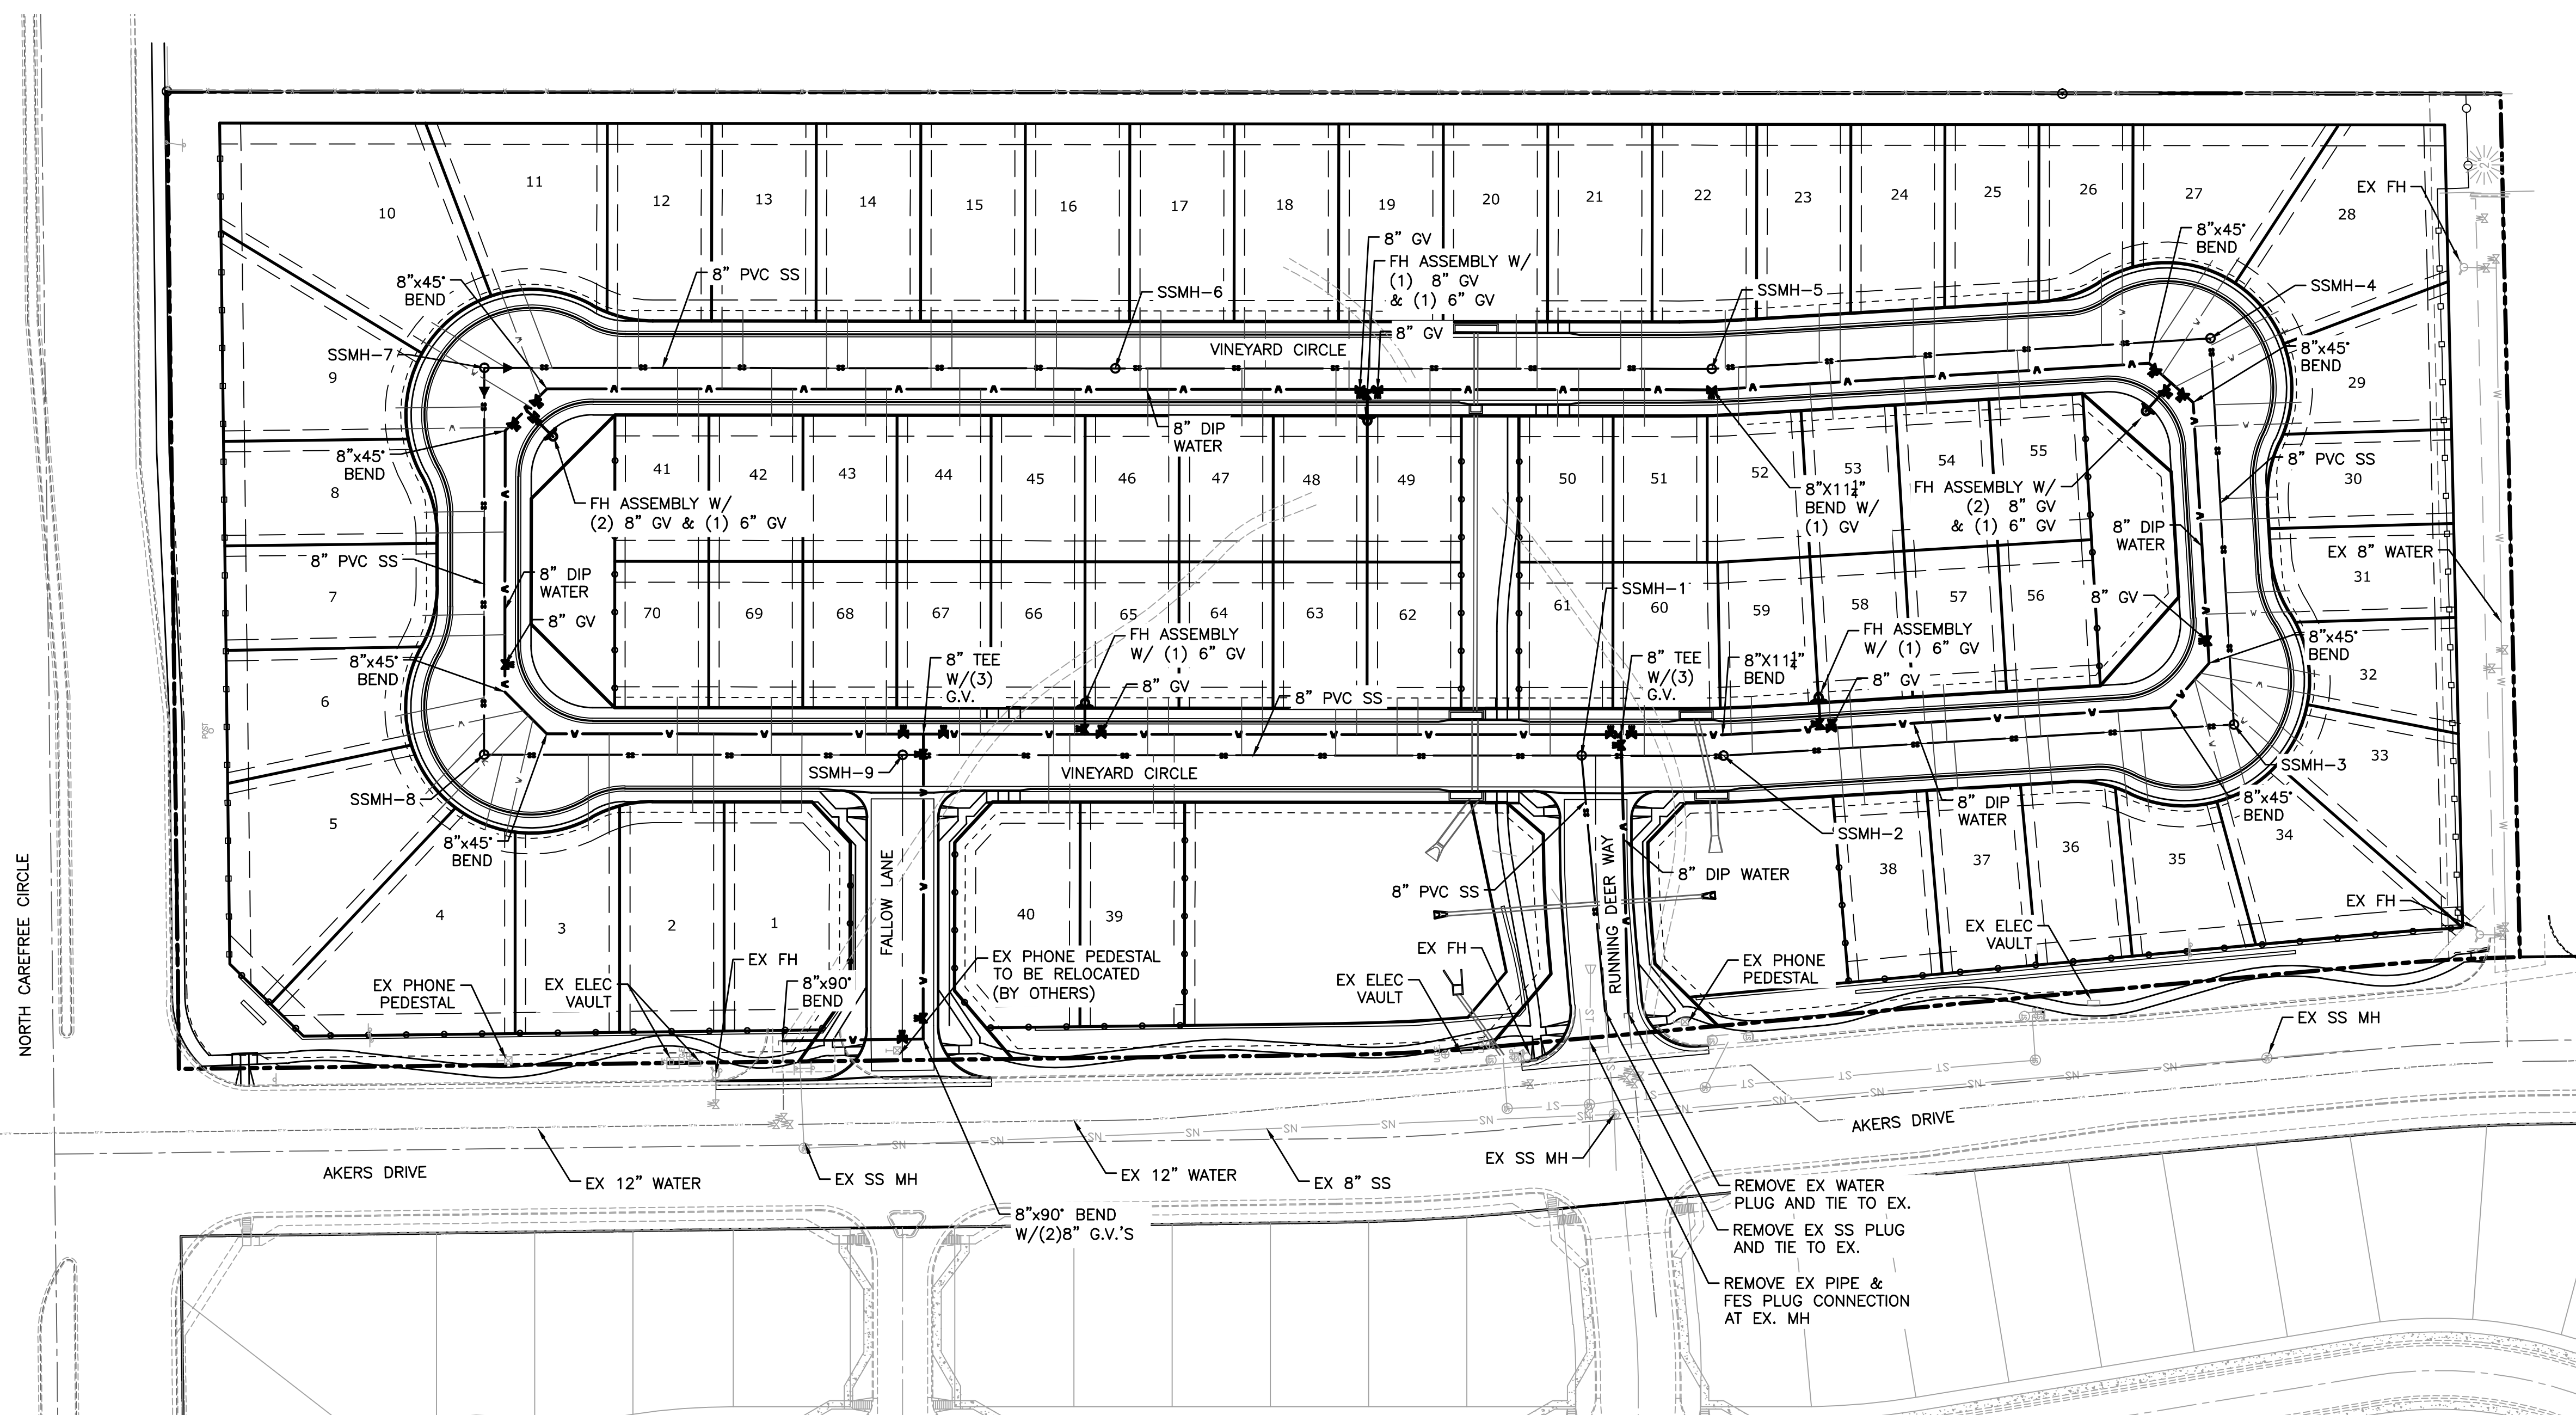 11
10
12
13
14
15
16
17
18
19
20
21
22
23
24
25
26
27
28
EX FH
8"x45°
BEND
8" GV
FH ASSEMBLY W/
(1) 8" GV
& (1) 6" GV
8" GV
8"x45°
BEND
8" PVC SS
SSMH-6
SSMH-5
SSMH-4
VINEYARD CIRCLE
SSMH-7
9
8"x45°
BEND
29
8" DIP
WATER
8"x45°
BEND
8
41
42
43
44
45
46
47
48
49
50
51
52
53
54
55
8" PVC SS
30
FH ASSEMBLY W/
(2) 8" GV & (1) 6" GV
8"X11¼"
BEND W/
(1) GV
FH ASSEMBLY W/
(2) 8" GV
& (1) 6" GV
8" DIP
WATER
EX 8" WATER
8" PVC SS
8" DIP
WATER
7
31
8" GV
8" GV
SSMH-1
70
69
68
67
66
65
64
63
62
61
60
59
58
57
56
FH ASSEMBLY
W/ (1) 6" GV
FH ASSEMBLY
W/ (1) 6" GV
8"x45°
BEND
8" TEE
W/(3)
G.V.
8" GV
8" PVC SS
8" TEE
W/(3)
G.V.
8"X11¼"
BEND
8" GV
8"x45°
BEND
32
6
POST
33
SSMH-9
VINEYARD CIRCLE
SSMH-3
SSMH-8
5
8"x45°
BEND
8" DIP
WATER
8"x45°
BEND
34
SSMH-2
NORTH CAREFREE CIRCLE
FALLOW LANE
RUNNING DEER WAY
8" PVC SS
8" DIP WATER
38
37
36
35
4
3
2
1
40
39
EX FH
EX FH
EX FH
EX ELEC
VAULT
EX PHONE
PEDESTAL
EX ELEC
VAULT
8"x90°
BEND
EX PHONE PEDESTAL
TO BE RELOCATED
(BY OTHERS)
EX ELEC
VAULT
EX PHONE
PEDESTAL
EX SS MH
AKERS DRIVE
AKERS DRIVE
EX 12" WATER
EX SS MH
EX 12" WATER
EX 8" SS
EX SS MH
8"x90° BEND
W/(2)8" G.V.'S
REMOVE EX WATER
PLUG AND TIE TO EX.
REMOVE EX SS PLUG
AND TIE TO EX.
REMOVE EX PIPE &
FES PLUG CONNECTION
AT EX. MH